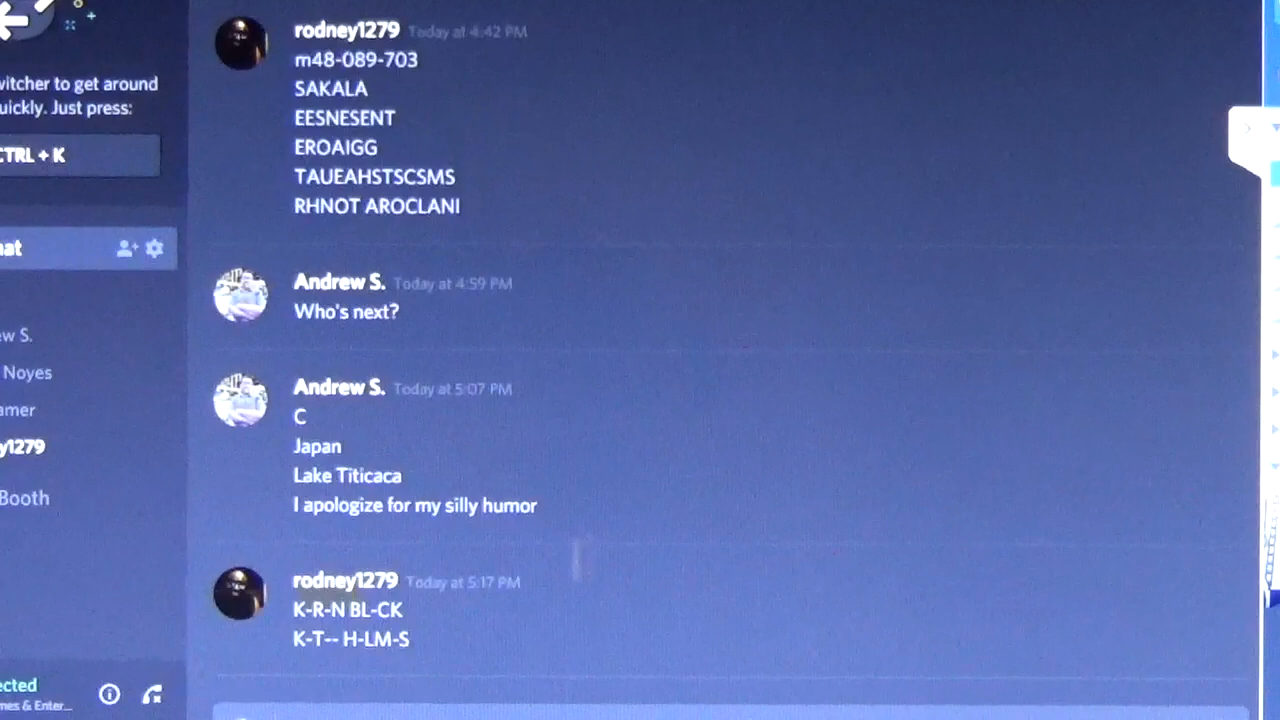 witcher to get around
uickly. Just press:
CTRL + K
hat
ew S.
Noyes
amer
y1279
Booth
ected
mes & Enter...
rodney1279 Today at 4:42 PM
m48-089-703
SAKALA
EESNESENT
EROAIGG
TAUEAHSTSCSMS
RHNOT AROCLANI
Andrew S. Today at 4:59 PM
Who's next?
Andrew S. Today at 5:07 PM
C
Japan
Lake Titicaca
I apologize for my silly humor
rodney1279 Today at 5:17 PM
K-R-N BL-CK
K-T-- H-LM-S